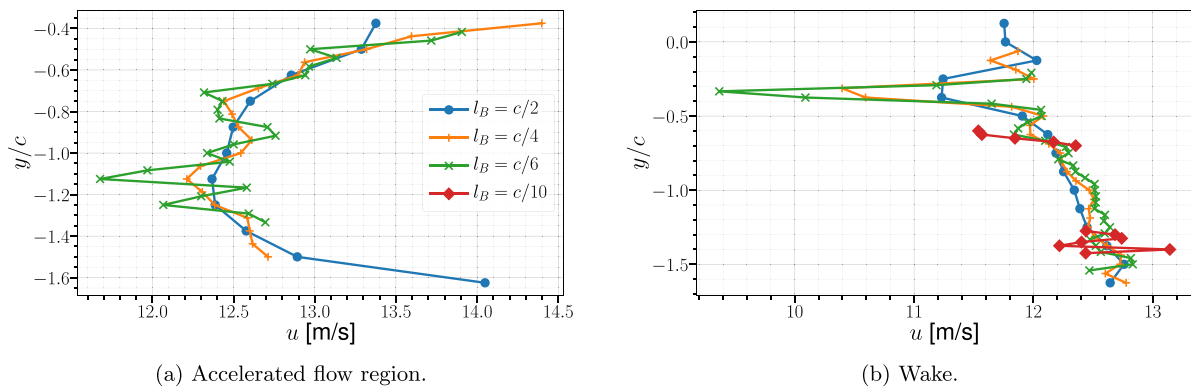 −0.4
−0.6
−0.8
−1.0
−1.2
−1.4
−1.6
y/c
12.0 12.5 13.0 13.5 14.0 14.5
u [m/s]
l_B = c/2
l_B = c/4
l_B = c/6
l_B = c/10
(a) Accelerated flow region.
0.0
−0.5
−1.0
−1.5
y/c
10 11 12 13
u [m/s]
(b) Wake.